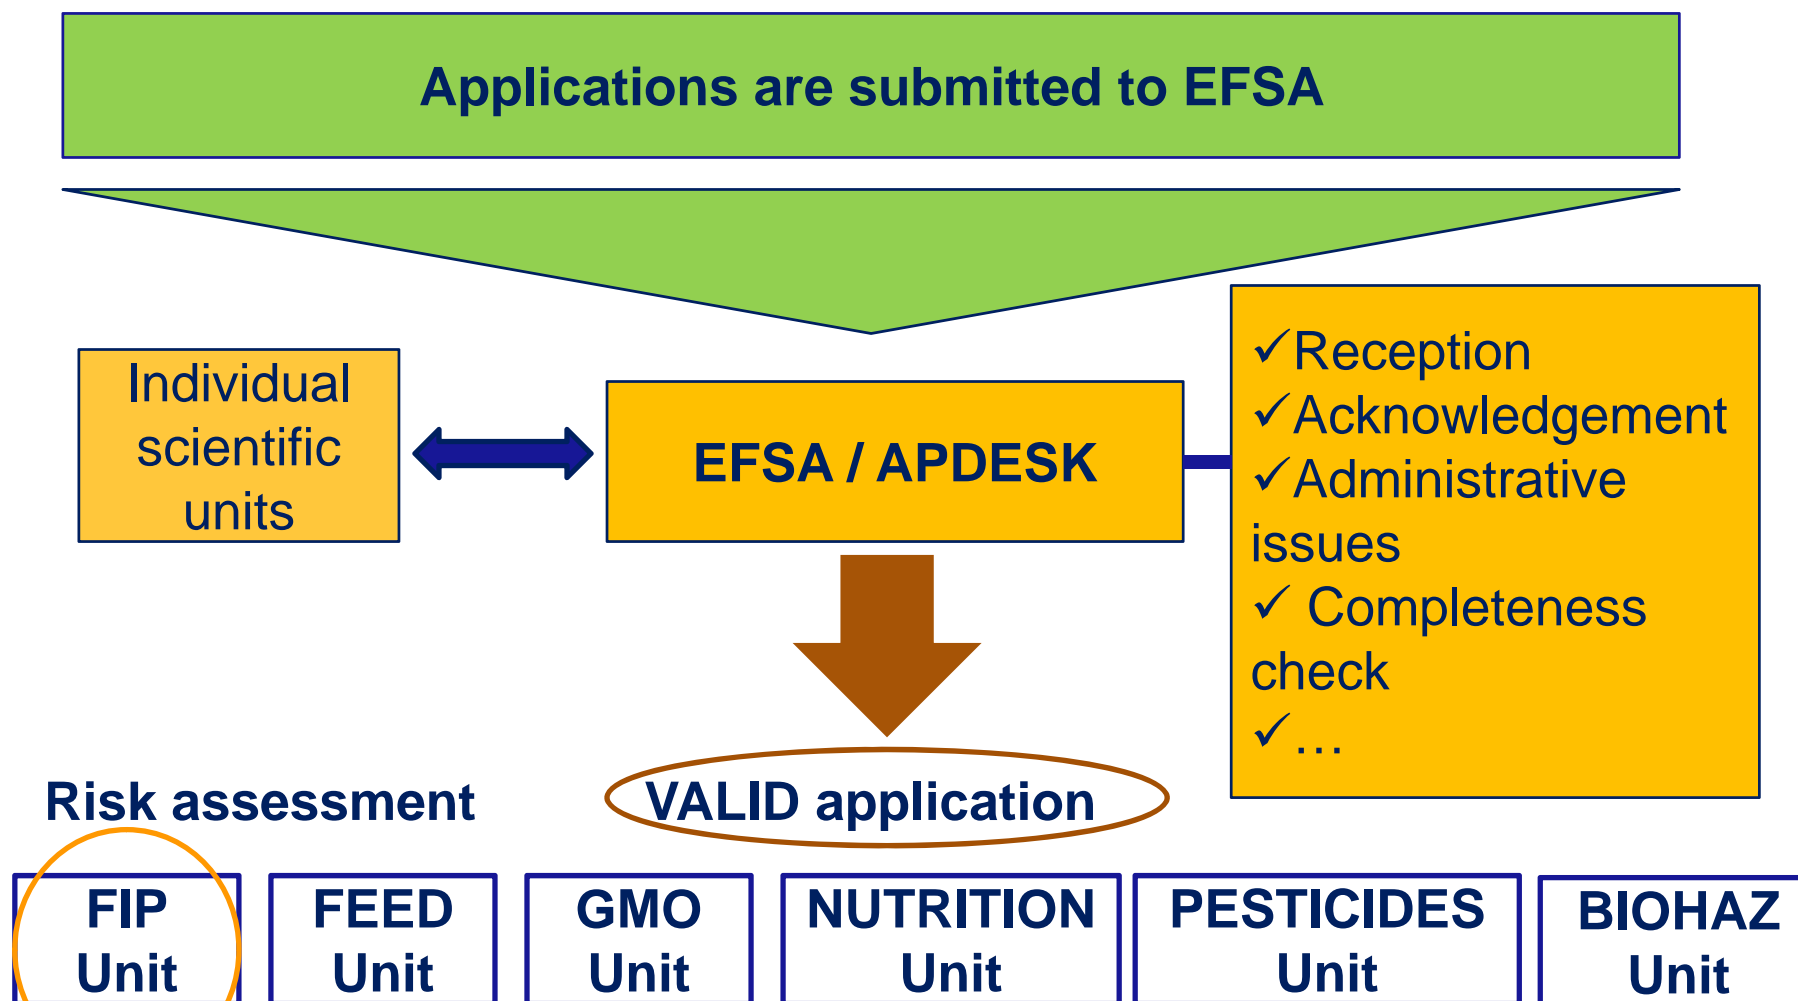 Applications are submitted to EFSA
Individual
scientific
units
EFSA / APDESK
✓Reception
✓Acknowledgement
✓Administrative
issues
✓ Completeness
check
✓…
Risk assessment
VALID application
FIP
Unit
FEED
Unit
GMO
Unit
NUTRITION
Unit
PESTICIDES
Unit
BIOHAZ
Unit